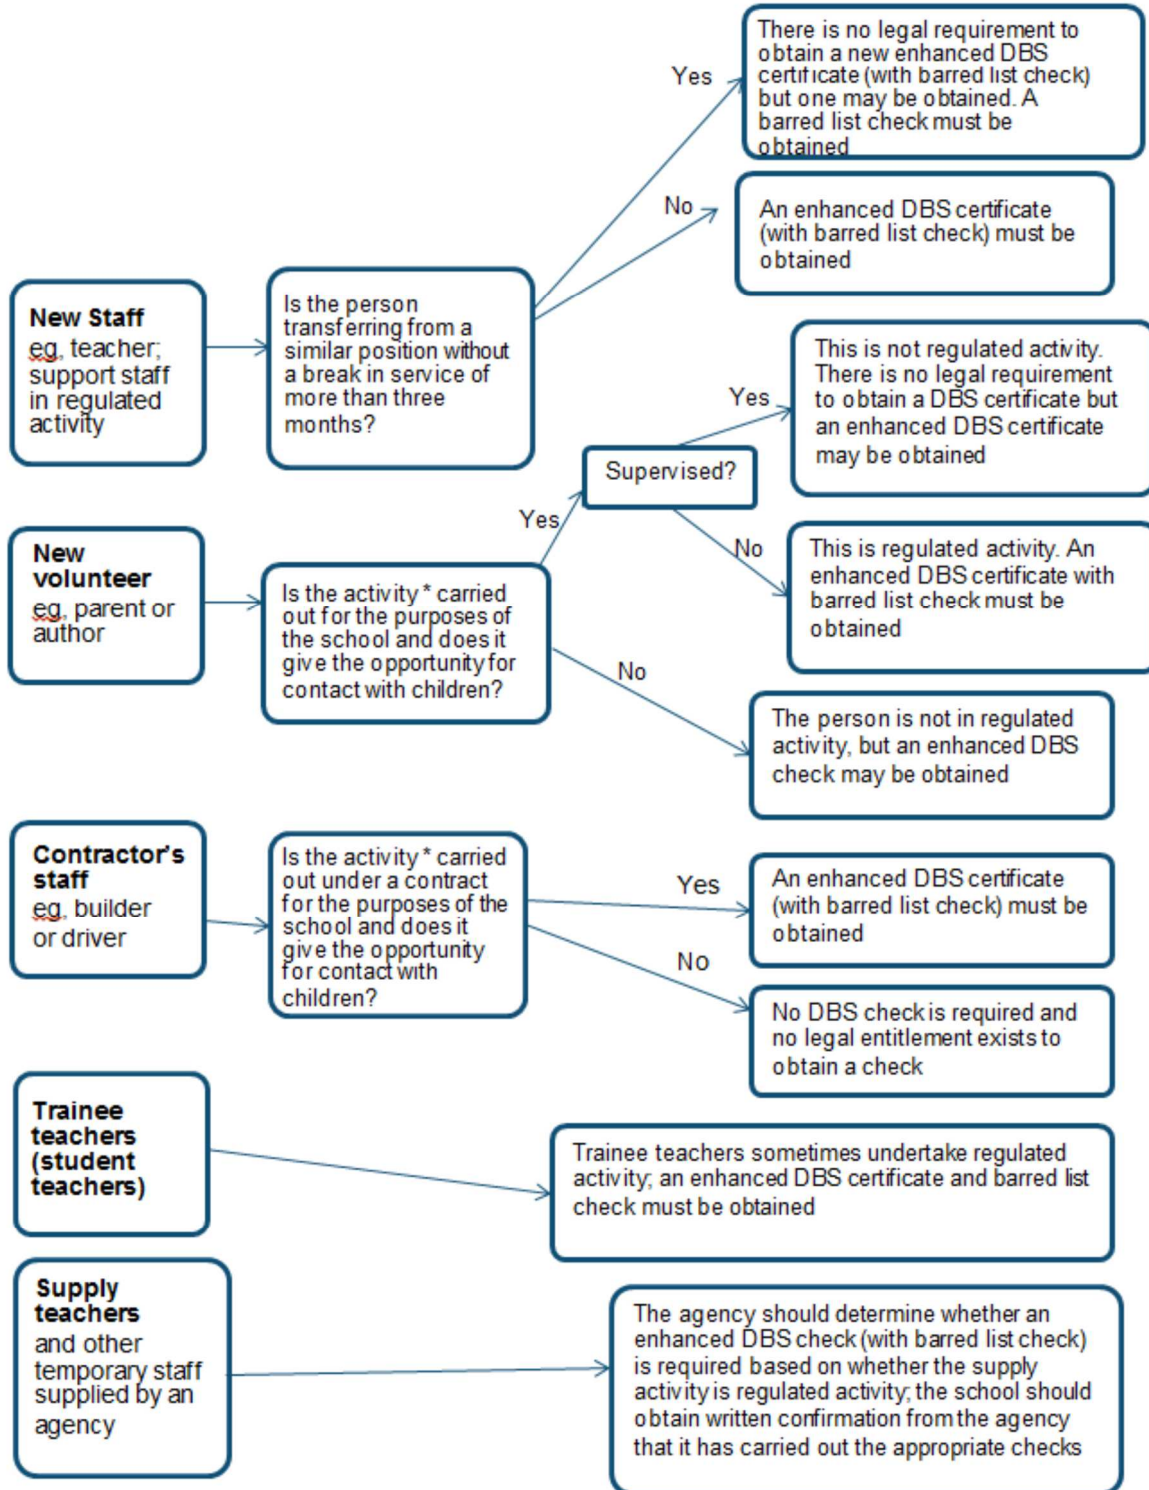 There is no legal requirement to
obtain a new enhanced DBS
certificate (with barred list check)
but one may be obtained. A
barred list check must be
obtained
Yes
No
An enhanced DBS certificate
(with barred list check) must be
obtained
New Staff
eg, teacher;
support staff
in regulated
activity
Is the person
transferring from a
similar position without
a break in service of
more than three
months?
This is not regulated activity.
There is no legal requirement
to obtain a DBS certificate but
an enhanced DBS certificate
may be obtained
Yes
Supervised?
Yes
No
This is regulated activity. An
enhanced DBS certificate with
barred list check must be
obtained
New
volunteer
eg, parent or
author
Is the activity * carried
out for the purposes of
the school and does it
give the opportunity for
contact with children?
No
The person is not in regulated
activity, but an enhanced DBS
check may be obtained
Contractor's
staff
eg, builder
or driver
Is the activity * carried
out under a contract
for the purposes of the
school and does it
give the opportunity
for contact with
children?
Yes
An enhanced DBS certificate
(with barred list check) must be
obtained
No
No DBS check is required and
no legal entitlement exists to
obtain a check
Trainee
teachers
(student
teachers)
Trainee teachers sometimes undertake regulated
activity; an enhanced DBS certificate and barred list
check must be obtained
Supply
teachers
and other
temporary staff
supplied by an
agency
The agency should determine whether an
enhanced DBS check (with barred list check)
is required based on whether the supply
activity is regulated activity; the school should
obtain written confirmation from the agency
that it has carried out the appropriate checks